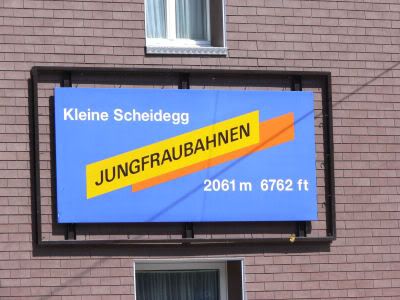 Kleine Scheidegg
JUNGFRAUBAHNEN
2061 m 6762 ft